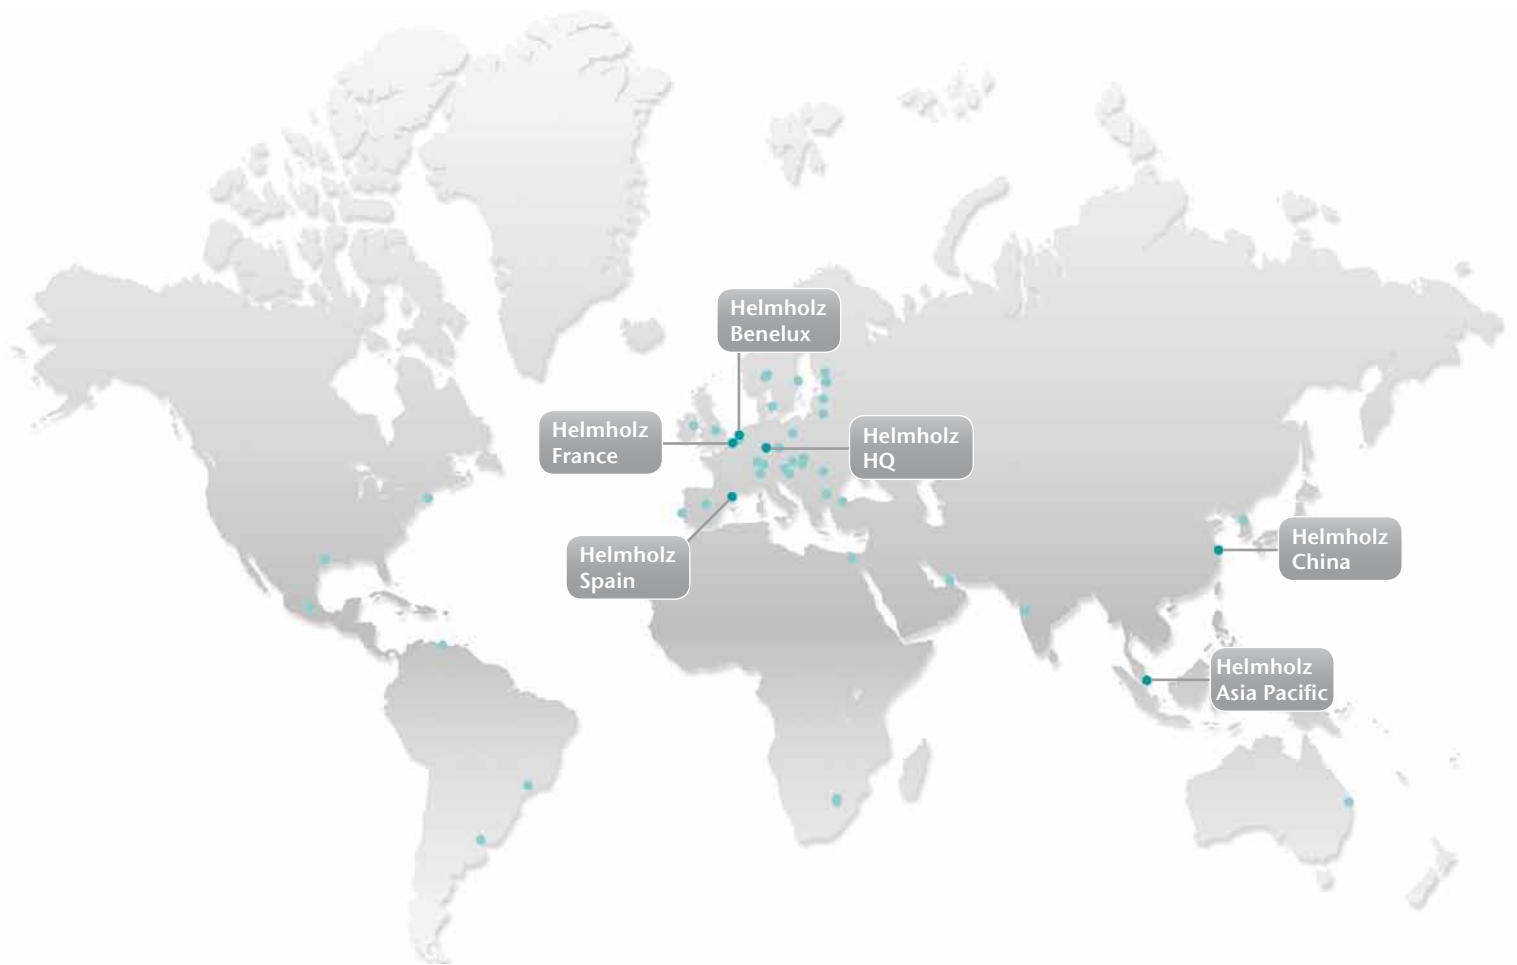 Helmholz
Benelux
Helmholz
France
Helmholz
HQ
Helmholz
Spain
Helmholz
China
Helmholz
Asia Pacific